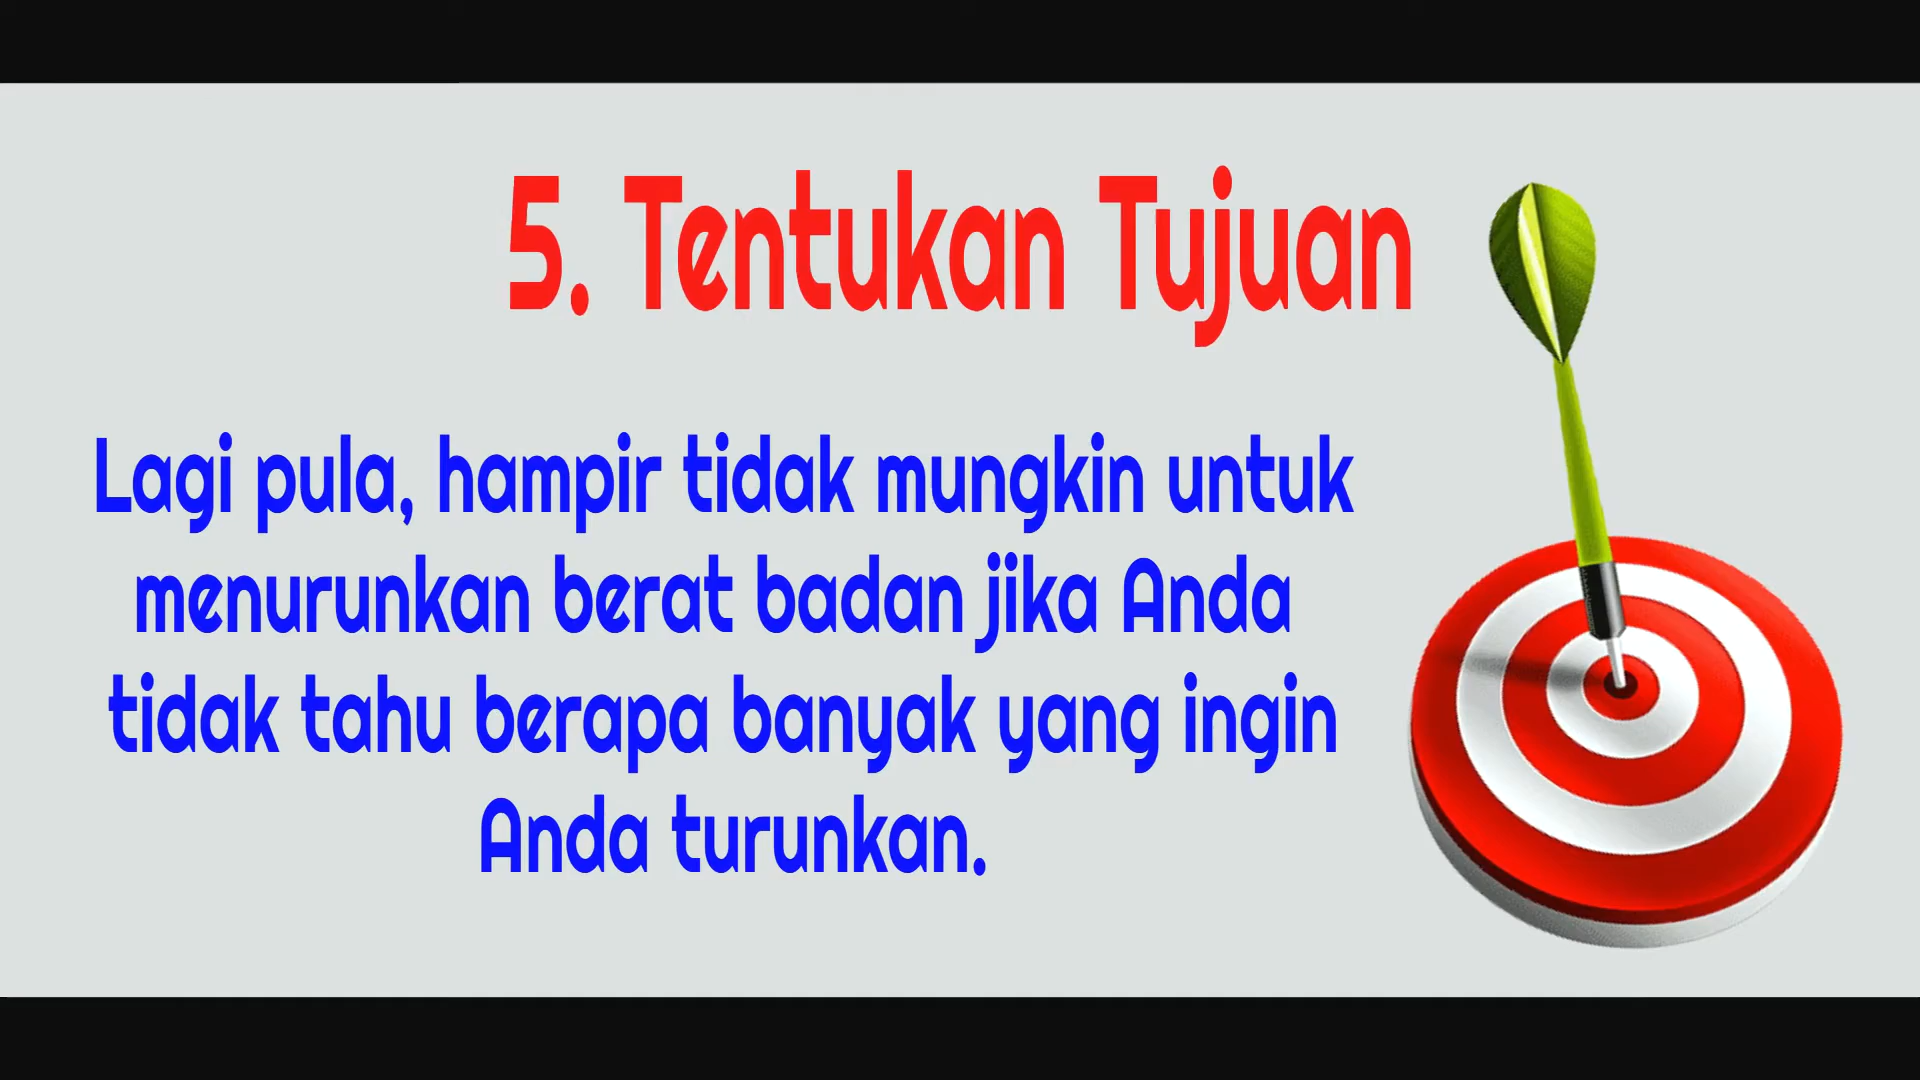 5. Tentukan Tujuan
Lagi pula, hampir tidak mungkin untuk
menurunkan berat badan jika Anda
tidak tahu berapa banyak yang ingin
Anda turunkan.